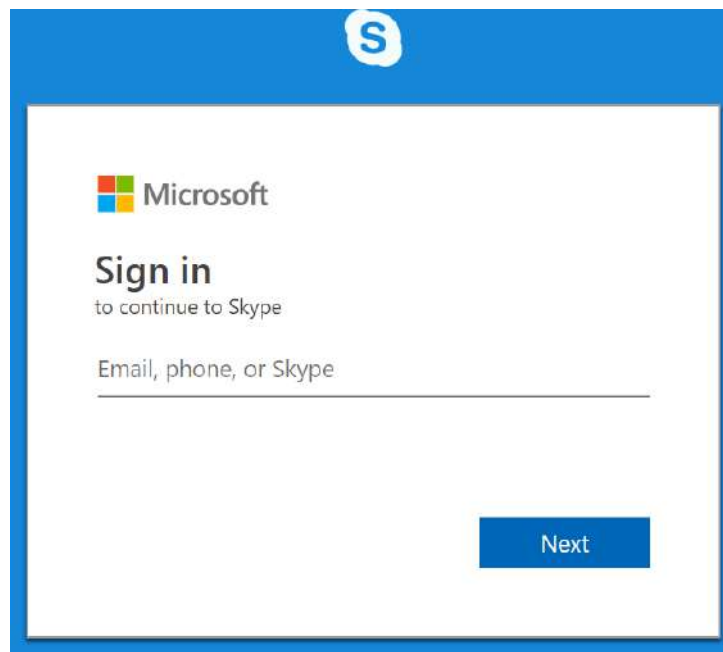 S
Microsoft
Sign in
to continue to Skype
Email, phone, or Skype
Next